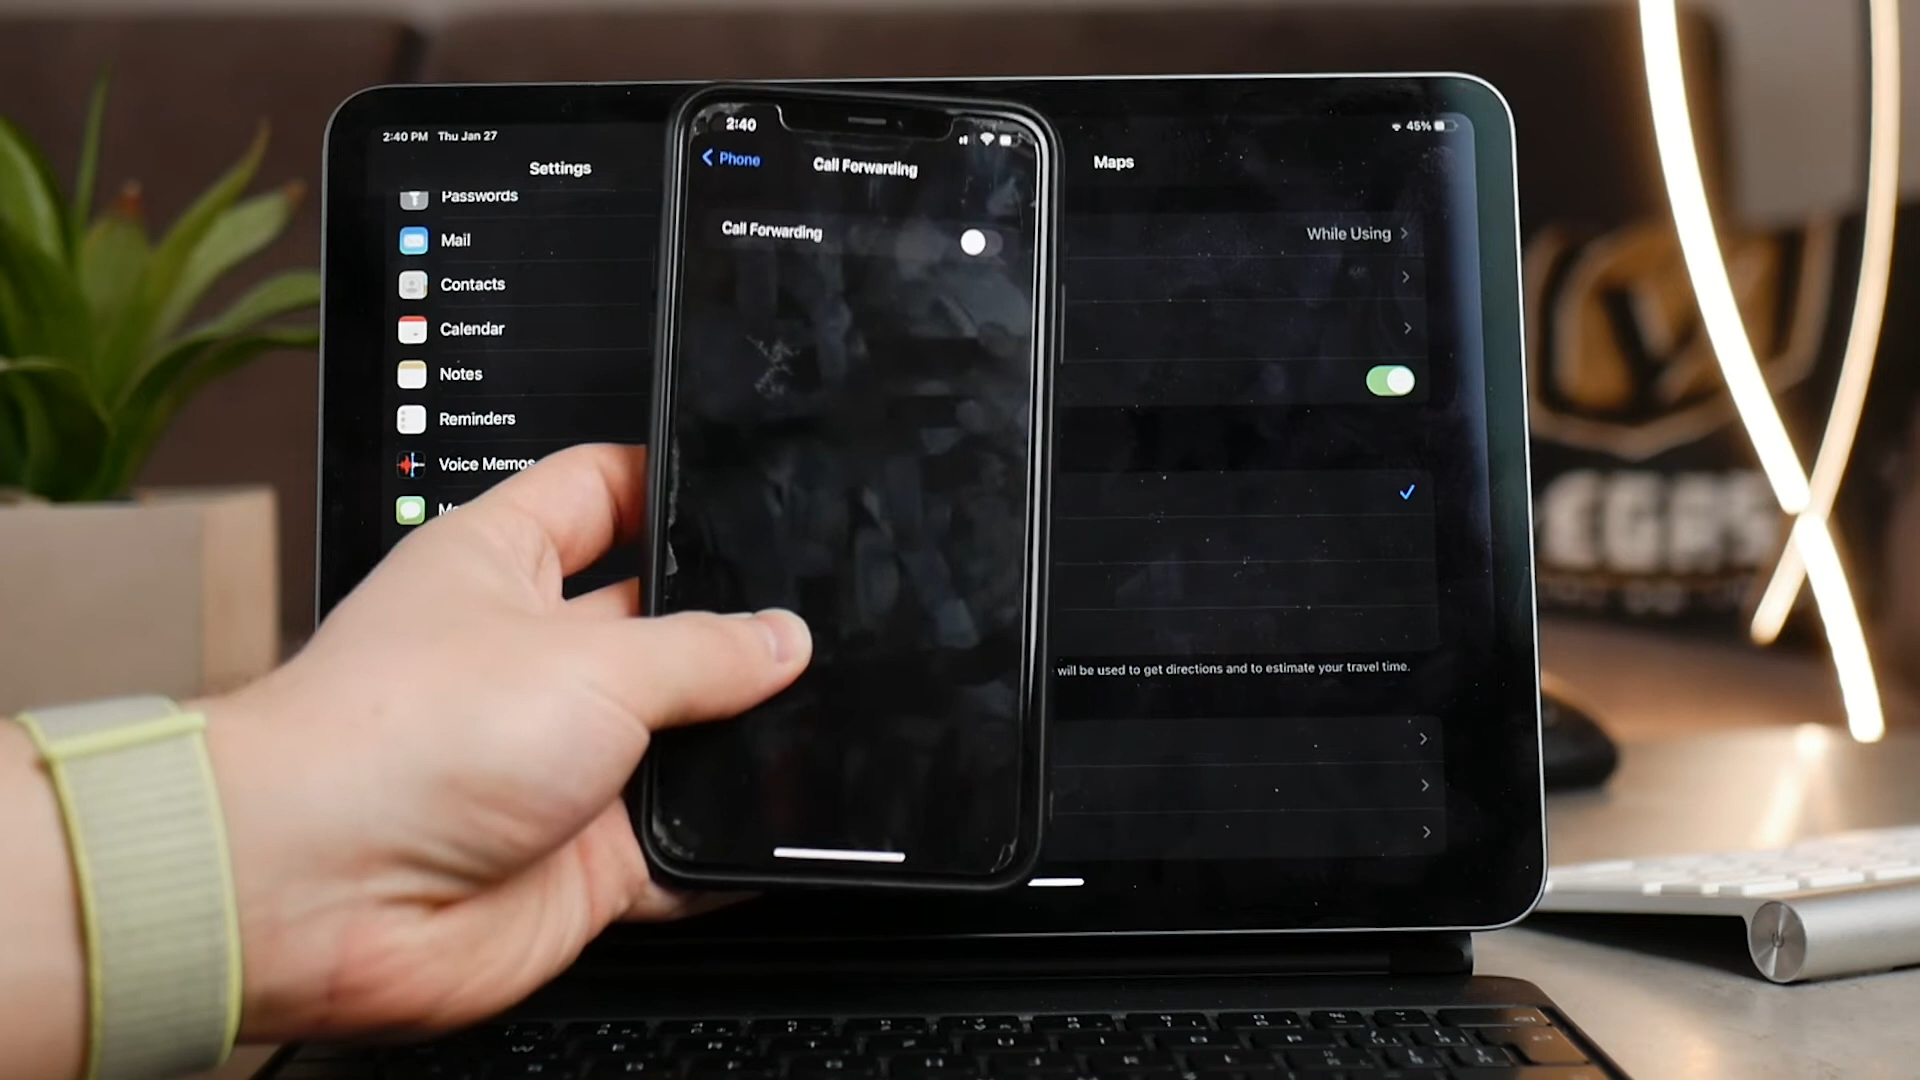 2:40 PM Thu Jan 27
45%
Settings
Passwords
Mail
Contacts
Calendar
Notes
Reminders
Voice Memos
2:40
Phone
Call Forwarding
Call Forwarding
Maps
While Using
will be used to get directions and to estimate your travel time.
EGAS